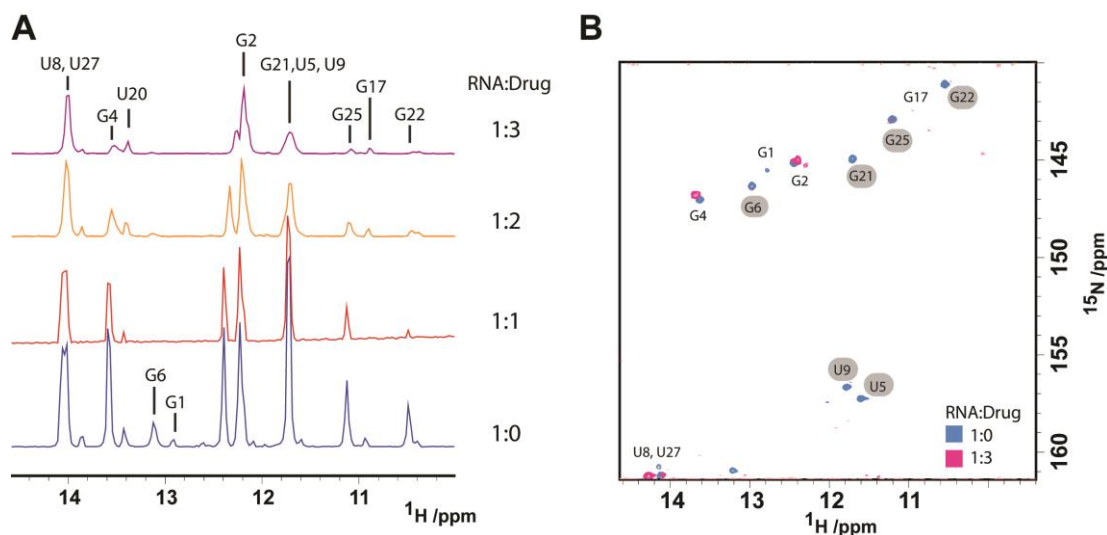 A
B
G2
U8, U27
G21,U5, U9
G17
RNA:Drug
U20
G4
G25
G22
1:3
1:2
1:1
G6
G1
1:0
14
13
12
11
¹H /ppm
G17
G22
G25
G1
G2
G21
G4
G6
U9
U5
RNA:Drug
1:0
1:3
U8, U27
145
150
155
160
¹⁵N /ppm
14
13
12
11
¹H /ppm